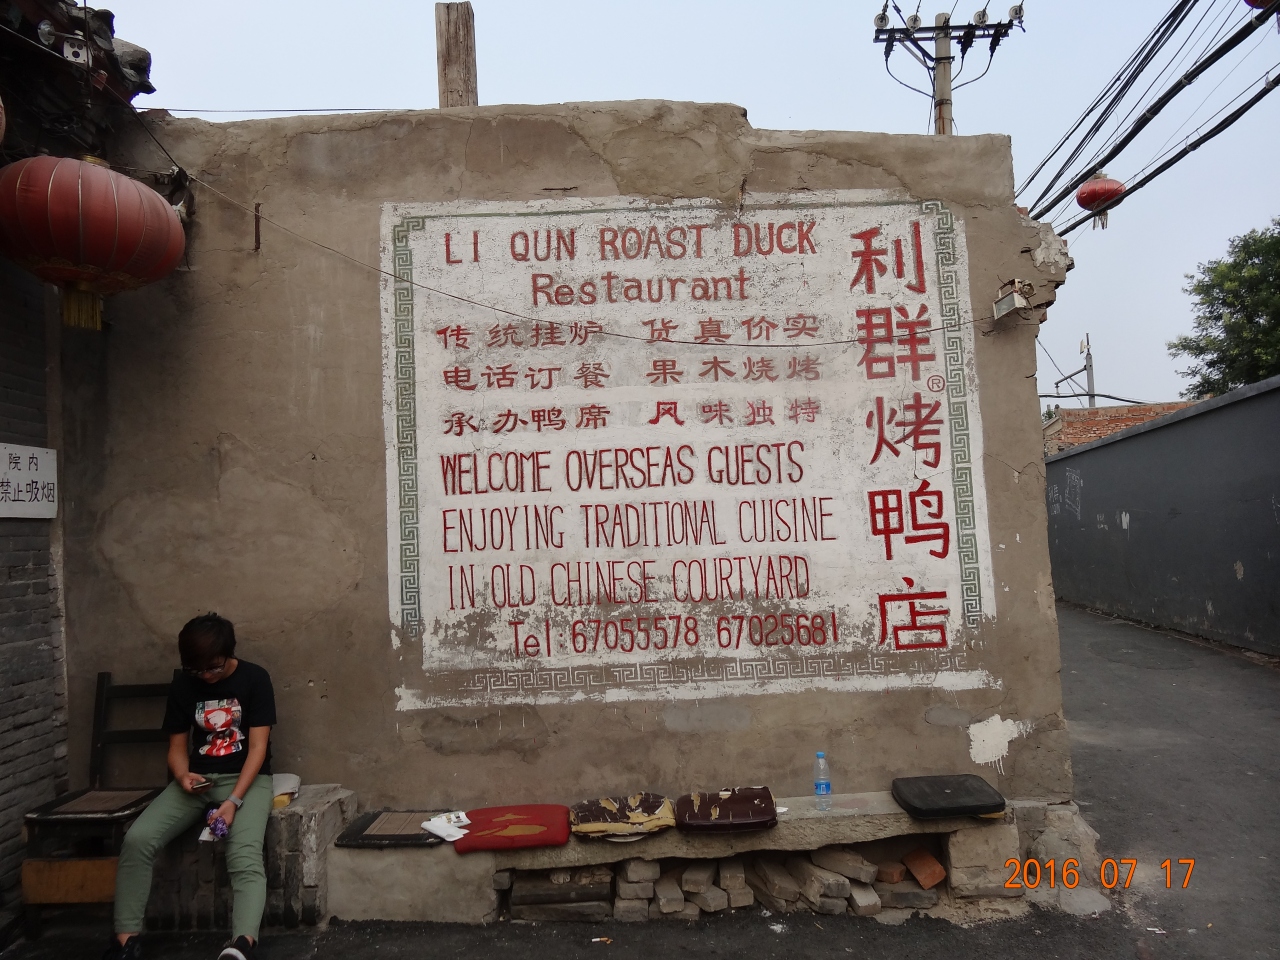 LI QUN ROAST DUCK
Restaurant
传统挂炉 货真价实
电话订餐 果木烧烤
承办鸭席 风味独特
WELCOME OVERSEAS GUESTS
ENJOYING TRADITIONAL CUISINE
IN OLD CHINESE COURTYARD
Tel:67055578 67025681
利群烤鸭店
®
院内
禁止吸烟
2016 07 17